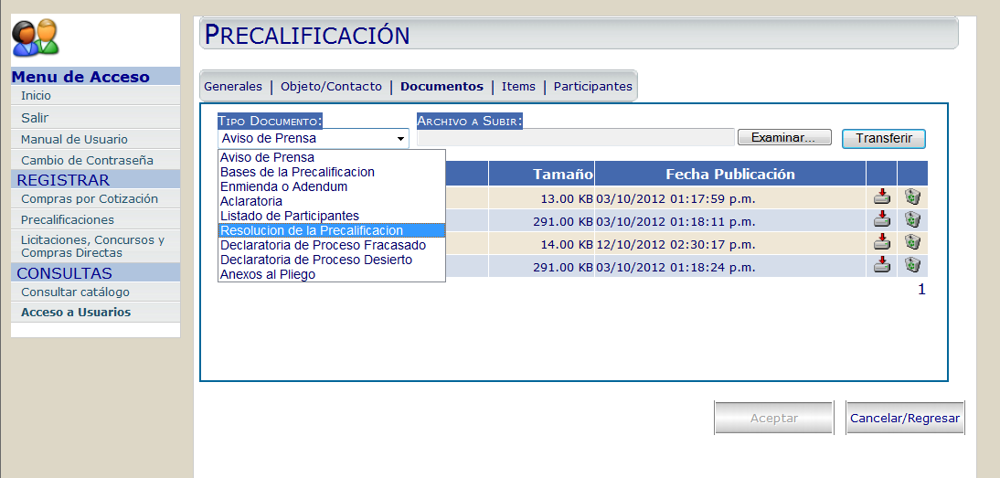 PRECALIFICACIÓN
Menu de Acceso
Inicio
Salir
Manual de Usuario
Cambio de Contraseña
REGISTRAR
Compras por Cotización
Precalificaciones
Licitaciones, Concursos y
Compras Directas
CONSULTAS
Consultar catálogo
Acceso a Usuarios
Generales | Objeto/Contacto | Documentos | Items | Participantes
TIPO DOCUMENTO: ARCHIVO A SUBIR:
Aviso de Prensa Examinar... Transferir
Aviso de Prensa
Bases de la Precalificacion
Enmienda o Adendum
Aclaratoria
Listado de Participantes
Resolucion de la Precalificacion
Declaratoria de Proceso Fracasado
Declaratoria de Proceso Desierto
Anexos al Pliego
Tamaño Fecha Publicación
13.00 KB 03/10/2012 01:17:59 p.m.
291.00 KB 03/10/2012 01:18:11 p.m.
14.00 KB 12/10/2012 02:30:17 p.m.
291.00 KB 03/10/2012 01:18:24 p.m.
1
Aceptar Cancelar/Regresar